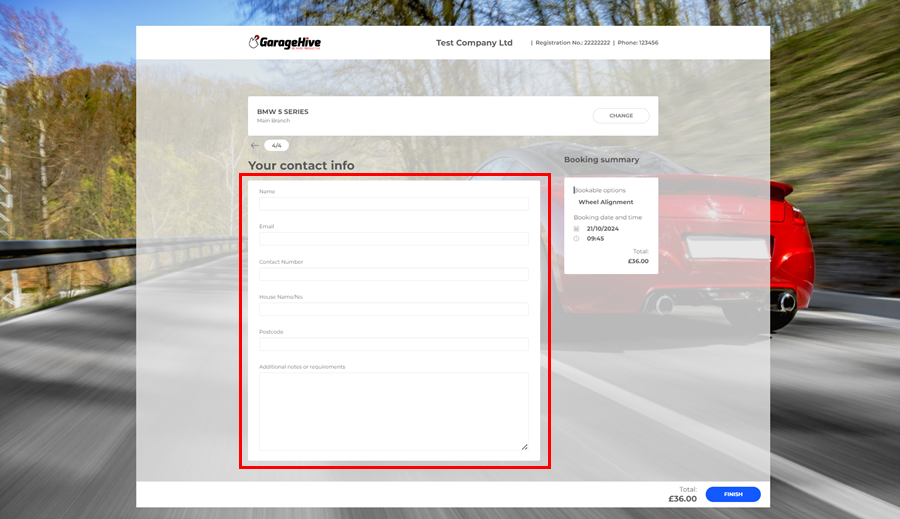 GarageHive
Test Company Ltd | Registration No.: 22222222 | Phone: 123456
BMW 5 SERIES
Main Branch
CHANGE
4/4
Your contact info
Name
Email
Contact Number
House Name/No.
Postcode
Additional notes or requirements
Booking summary
Bookable options
Wheel Alignment
Booking date and time
21/10/2024
09:45
Total:
£36.00
Total:
£36.00
FINISH